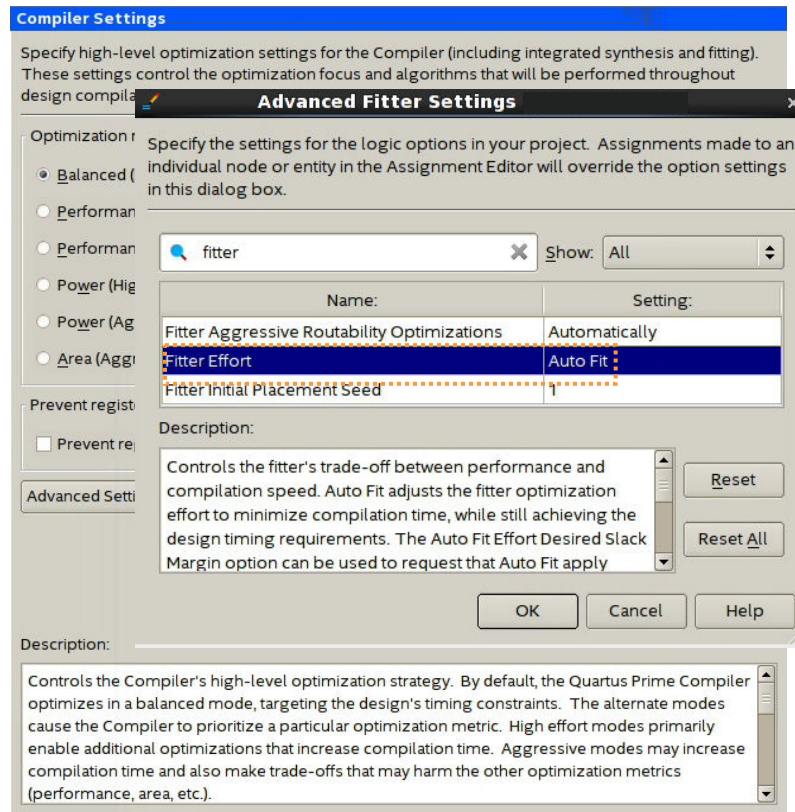 Compiler Settings
Specify high-level optimization settings for the Compiler (including integrated synthesis and fitting).
These settings control the optimization focus and algorithms that will be performed throughout
design compila
Advanced Fitter Settings
Optimization
Balanced (
Performan
Performan
Power (Hig
Power (Ag
Area (Aggr
Prevent regist
Prevent re
Advanced Setti
Specify the settings for the logic options in your project. Assignments made to an
individual node or entity in the Assignment Editor will override the option settings
in this dialog box.
fitter
Show: All
Name: Setting:
Fitter Aggressive Routability Optimizations Automatically
Fitter Effort Auto Fit
Fitter Initial Placement Seed 1
Description:
Controls the fitter's trade-off between performance and
compilation speed. Auto Fit adjusts the fitter optimization
effort to minimize compilation time, while still achieving the
design timing requirements. The Auto Fit Effort Desired Slack
Margin option can be used to request that Auto Fit apply
Reset
Reset All
OK Cancel Help
Description:
Controls the Compiler's high-level optimization strategy. By default, the Quartus Prime Compiler
optimizes in a balanced mode, targeting the design's timing constraints. The alternate modes
cause the Compiler to prioritize a particular optimization metric. High effort modes primarily
enable additional optimizations that increase compilation time. Aggressive modes may increase
compilation time and also make trade-offs that may harm the other optimization metrics
(performance, area, etc.).